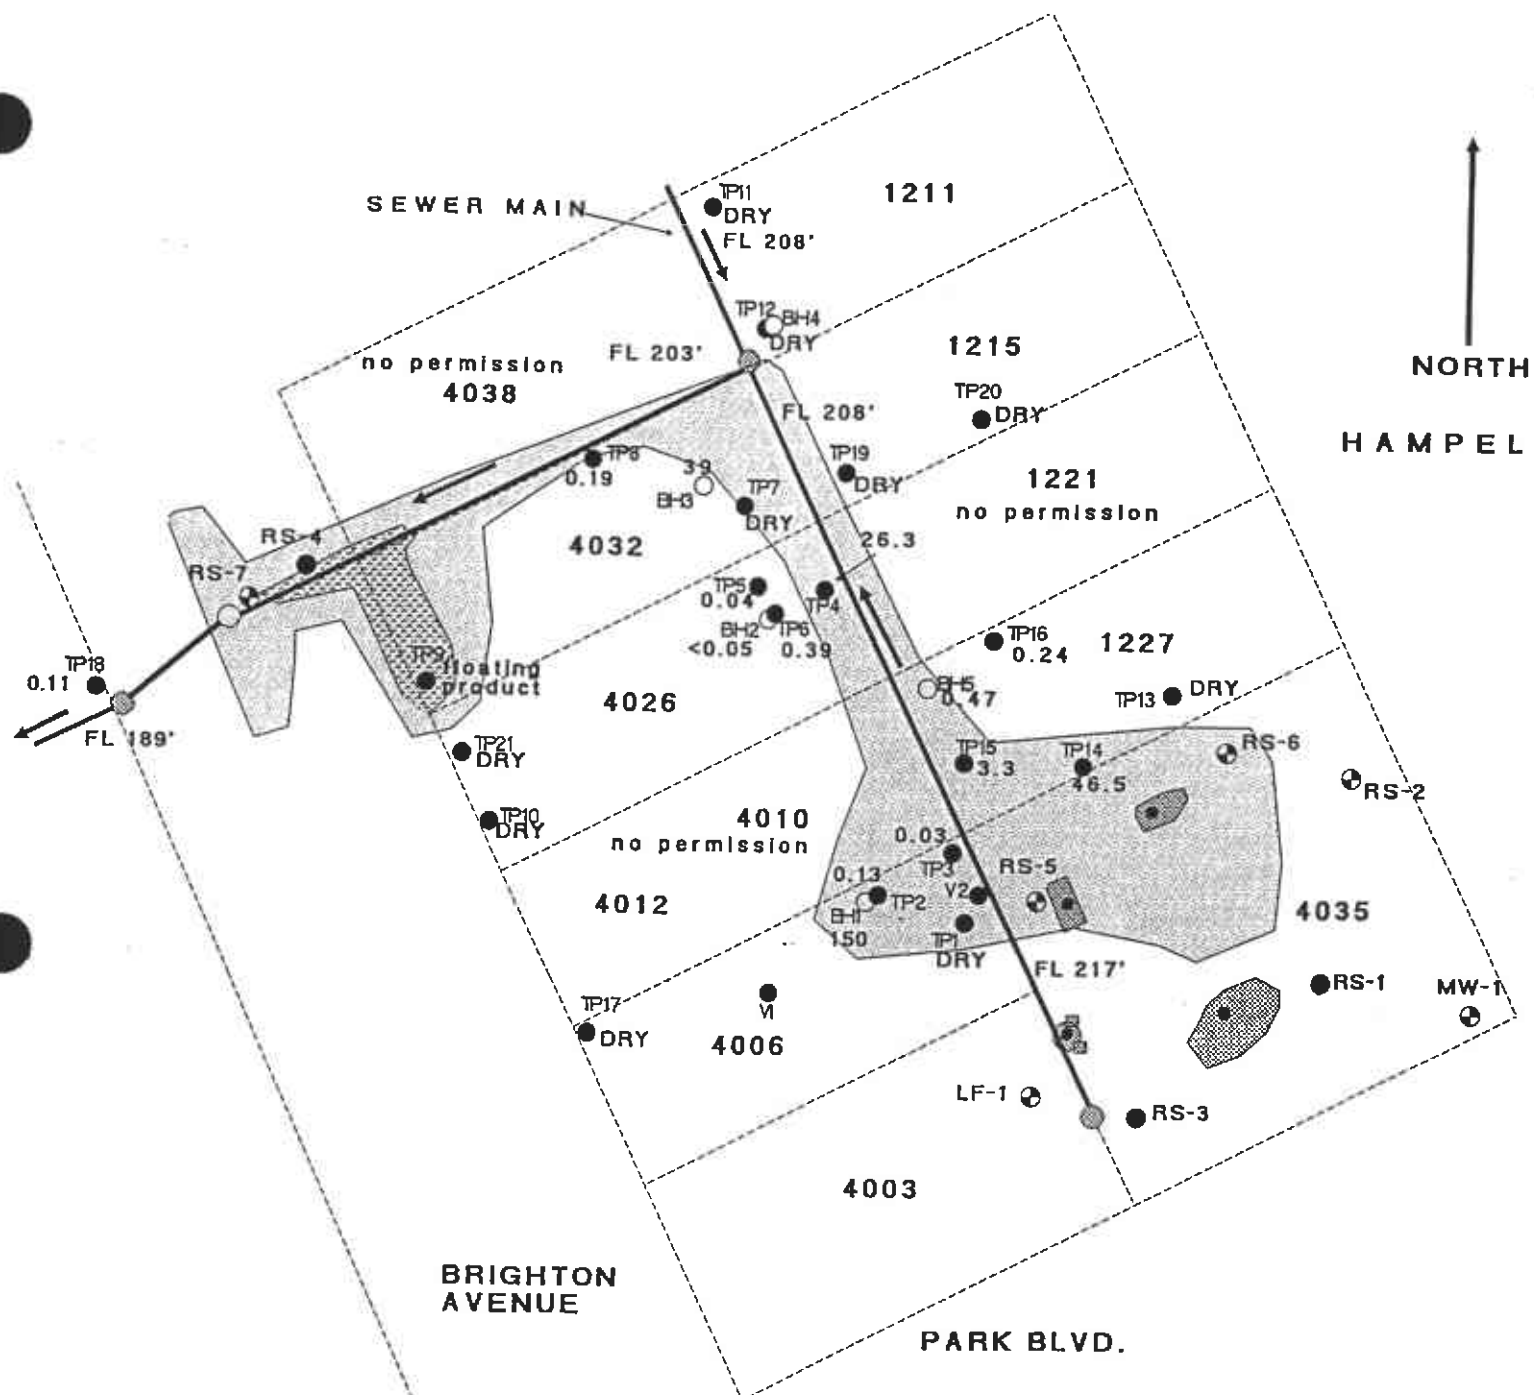 1211
TP11
DRY
SEWER MAIN
FL 208'
TP12
BH4
DRY
FL 203'
no permission
4038
1215
NORTH
TP20
DRY
FL 208'
HAMPEL
TP8
0.19
39
BH3
TP19
DRY
1221
no permission
TP7
DRY
4032
26.3
RS-4
RS-7
TP5
0.04
TP4
BH2
TP6
<0.05
0.39
TP16
0.24
1227
TP18
0.11
TP9
floating
product
4026
BH5
0.47
TP13
DRY
FL 189'
TP21
DRY
TP15
3.3
TP14
46.5
RS-6
RS-2
TP10
DRY
4010
no permission
0.03
TP3
RS-5
0.13
TP2
V2
BH1
150
4012
4035
TP1
DRY
FL 217'
RS-1
MW-1
TP17
DRY
V1
4006
LF-1
RS-3
4003
BRIGHTON
AVENUE
PARK BLVD.